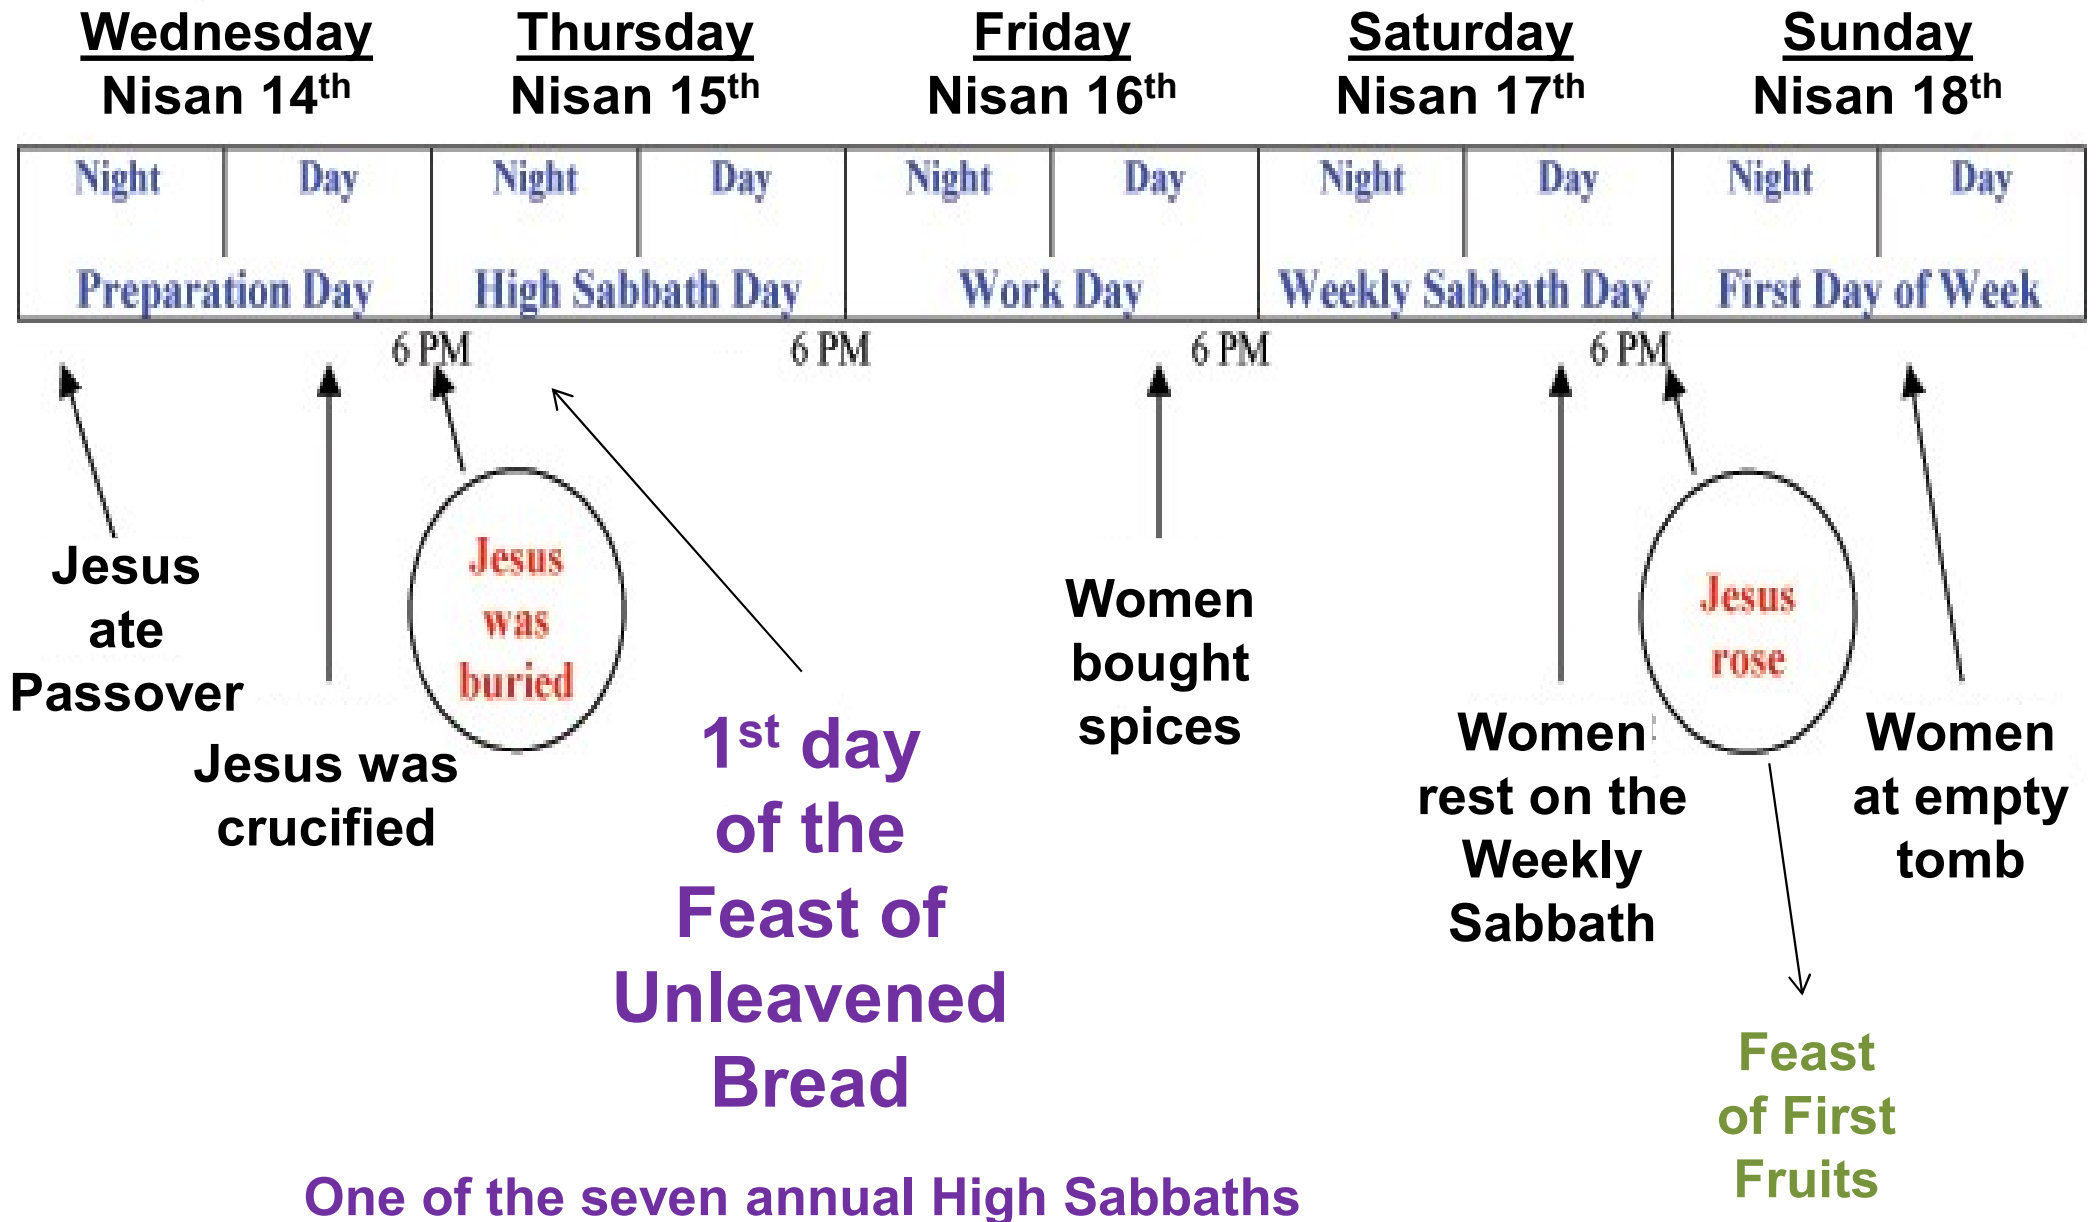 Wednesday Thursday Friday Saturday Sunday
Nisan 14th Nisan 15th Nisan 16th Nisan 17th Nisan 18th
Night Day Night Day Night Day Night Day Night Day
Preparation Day High Sabbath Day Work Day Weekly Sabbath Day First Day of Week
6 PM 6 PM 6 PM 6 PM
Jesus
ate
Passover
Jesus was
crucified
Jesus
was
buried
1st day
of the
Feast of
Unleavened
Bread
One of the seven annual High Sabbaths
Women
bought
spices
Women
rest on the
Weekly
Sabbath
Jesus
rose
Women
at empty
tomb
Feast
of First
Fruits